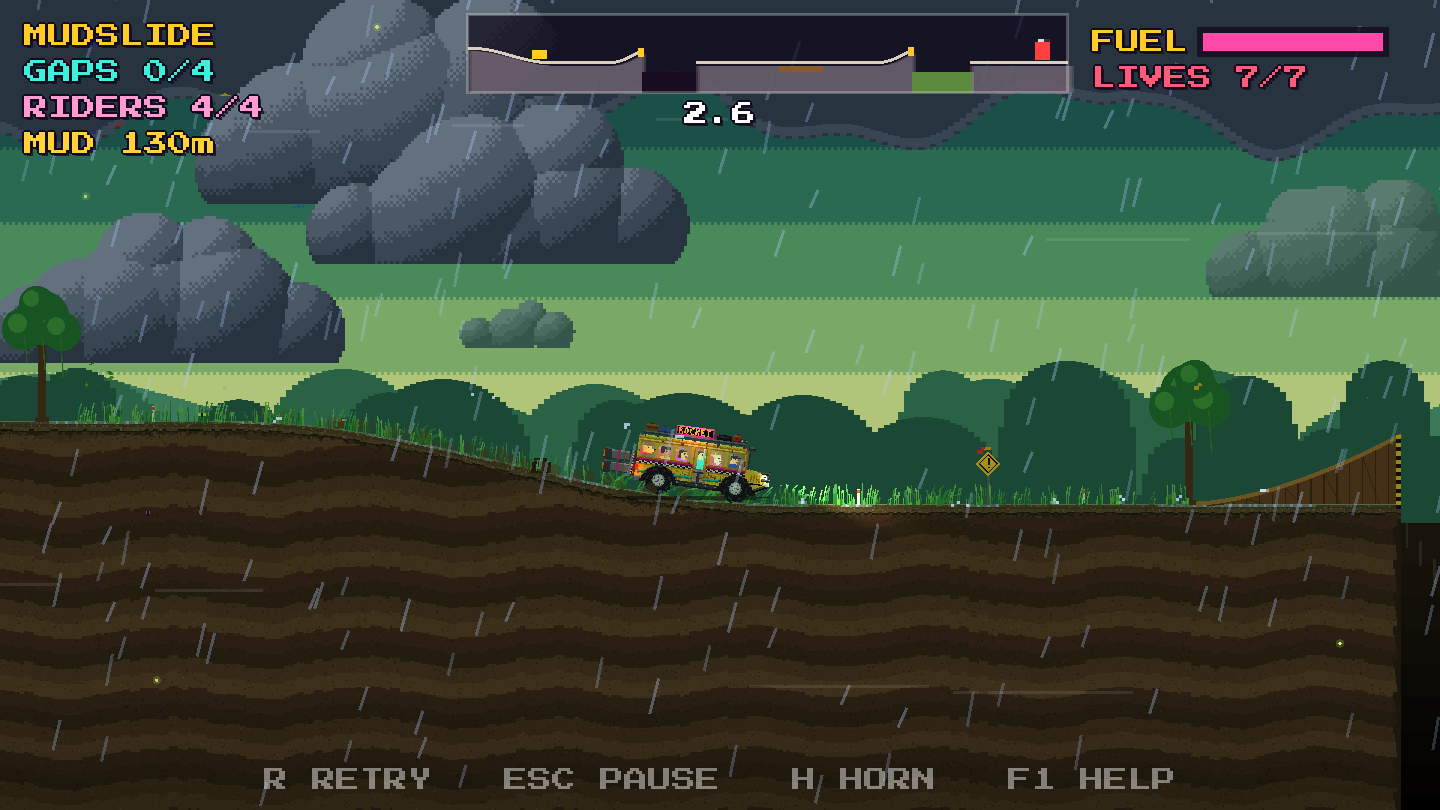 MUDSLIDE
GAPS 0/4
RIDERS 4/4
MUD 130m
2.6
FUEL
LIVES 7/7
R RETRY ESC PAUSE H HORN F1 HELP